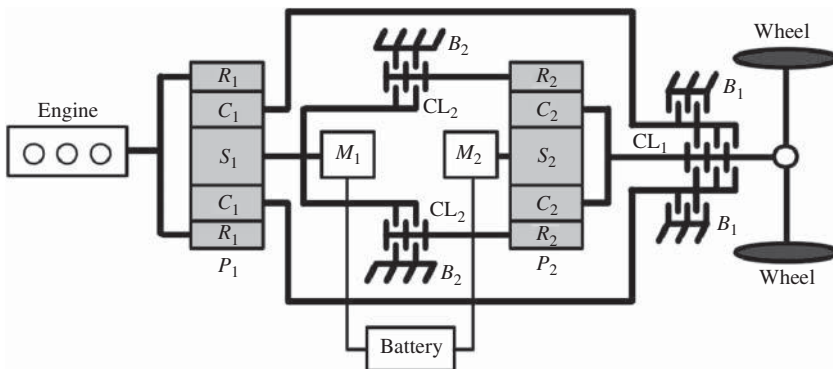 Wheel
B₂
R₁
R₂
B₁
Engine
C₁
CL₂
C₂
CL₁
S₁
M₁
M₂
S₂
C₁
CL₂
C₂
R₁
R₂
B₁
P₁
B₂
P₂
Wheel
Battery